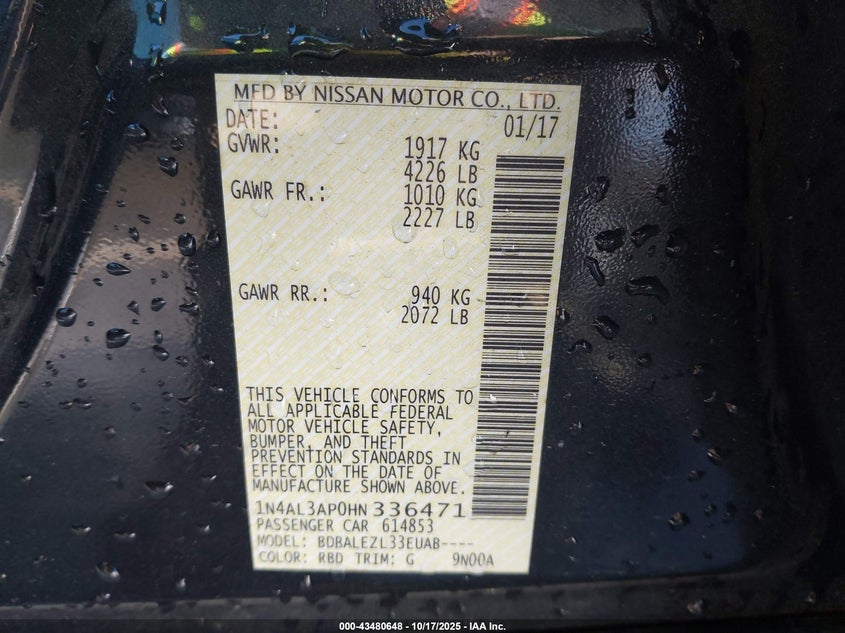 MFD BY NISSAN MOTOR CO., LTD.
DATE: 01/17
GVWR: 1917 KG
4226 LB
GAWR FR.: 1010 KG
2227 LB
GAWR RR.: 940 KG
2072 LB
THIS VEHICLE CONFORMS TO
ALL APPLICABLE FEDERAL
MOTOR VEHICLE SAFETY,
BUMPER, AND THEFT
PREVENTION STANDARDS IN
EFFECT ON THE DATE OF
MANUFACTURE SHOWN ABOVE.
1N4AL3AP0HN 336471
PASSENGER CAR 614853
MODEL: BDBALEZL33EUAB----
COLOR: RBD TRIM: G 9N00A
000-43480648 - 10/17/2025 - IAA Inc.